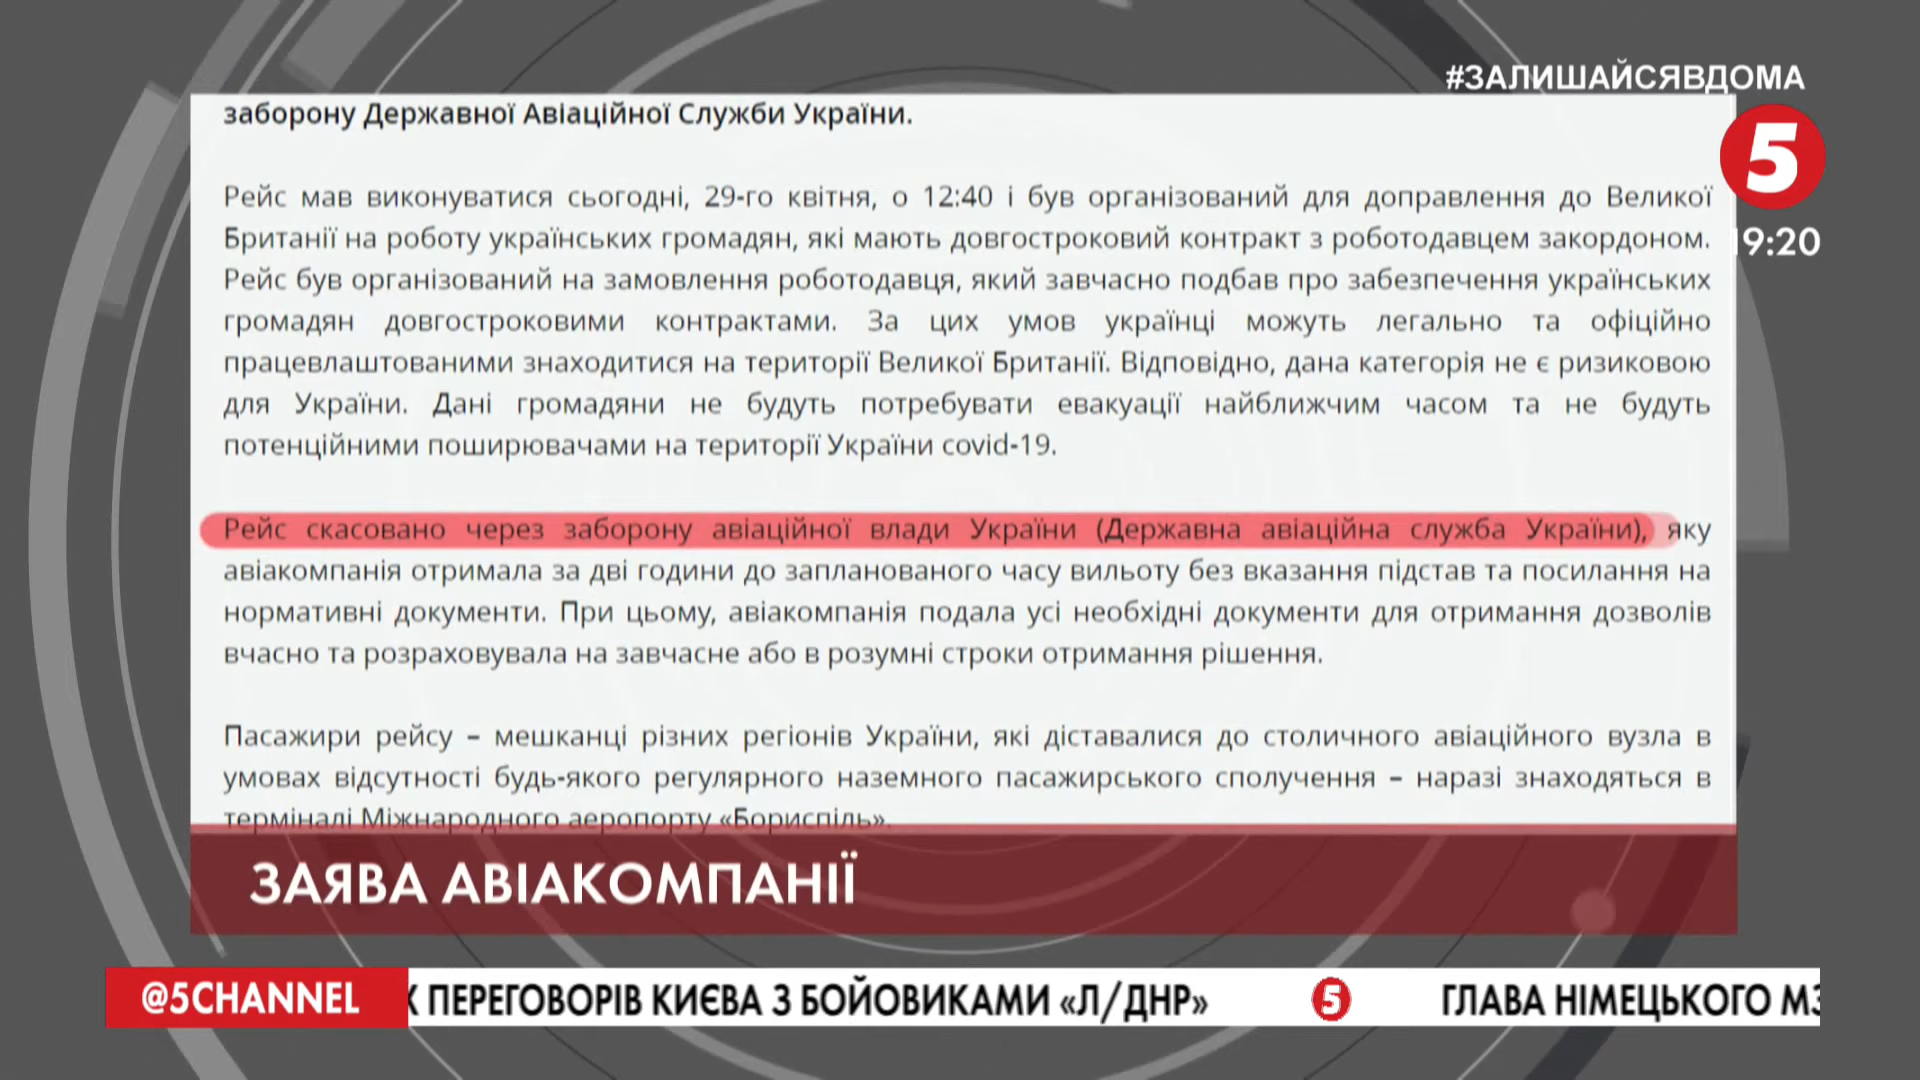 #ЗАЛИШАЙСЯВДОМА
5
19:20
заборону Державної Авіаційної Служби України.
Рейс мав виконуватися сьогодні, 29-го квітня, о 12:40 і був організований для доправлення до Великої
Британії на роботу українських громадян, які мають довгостроковий контракт з роботодавцем закордоном.
Рейс був організований на замовлення роботодавця, який завчасно подбав про забезпечення українських
громадян довгостроковими контрактами. За цих умов українці можуть легально та офіційно
працевлаштованими знаходитися на території Великої Британії. Відповідно, дана категорія не є ризиковою
для України. Дані громадяни не будуть потребувати евакуації найближчим часом та не будуть
потенційними поширювачами на території України covid-19.
Рейс скасовано через заборону авіаційної влади України (Державна авіаційна служба України), яку
авіакомпанія отримала за дві години до запланованого часу вильоту без вказання підстав та посилання на
нормативні документи. При цьому, авіакомпанія подала усі необхідні документи для отримання дозволів
вчасно та розраховувала на завчасне або в розумні строки отримання рішення.
Пасажири рейсу – мешканці різних регіонів України, які діставалися до столичного авіаційного вузла в
умовах відсутності будь-якого регулярного наземного пасажирського сполучення – наразі знаходяться в
терміналі Міжнародного аеропорту «Бориспіль».
ЗАЯВА АВІАКОМПАНІЇ
@5CHANNEL Х ПЕРЕГОВОРІВ КИЄВА З БОЙОВИКАМИ «Л/ДНР» 5 ГЛАВА НІМЕЦЬКОГО МЗ